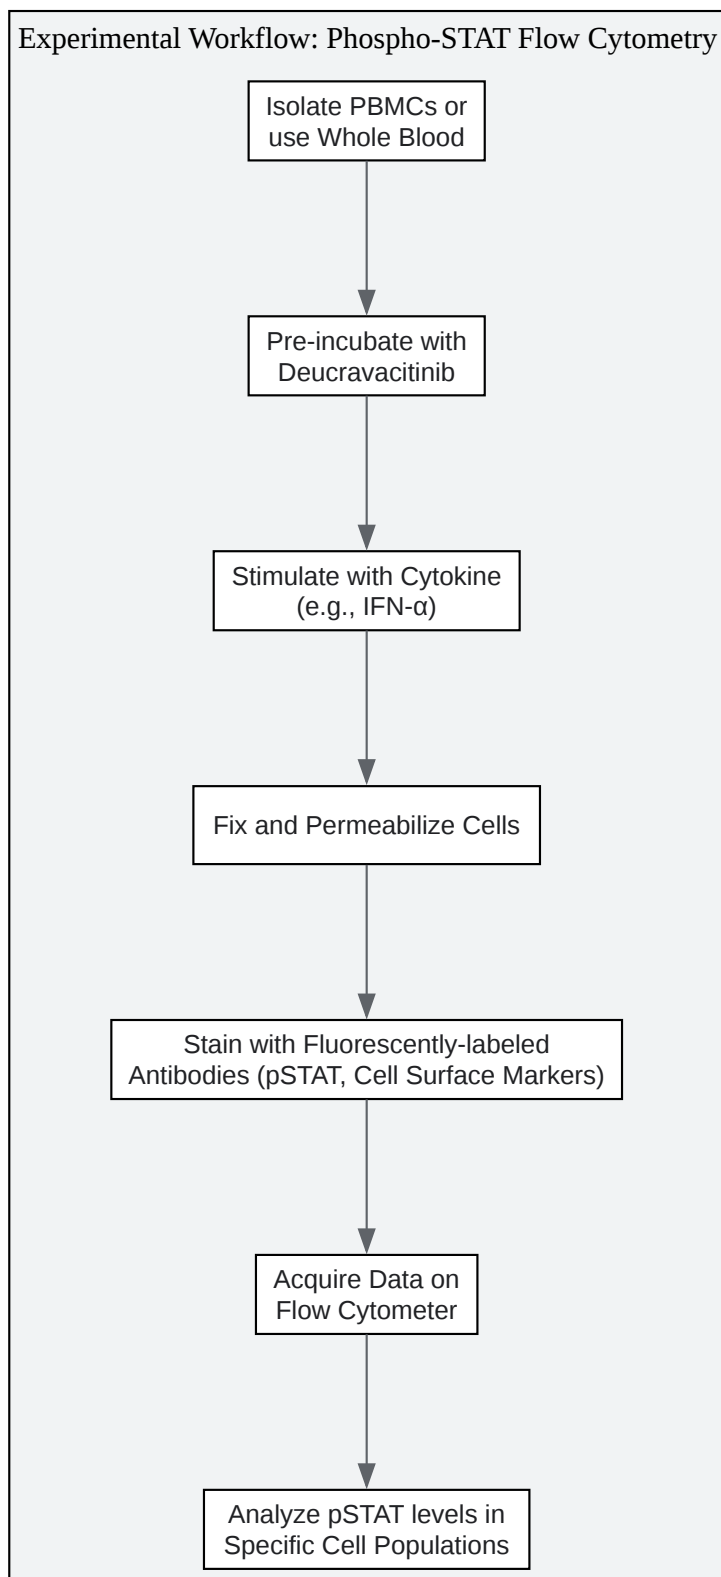 Experimental Workflow: Phospho-STAT Flow Cytometry
Isolate PBMCs or
use Whole Blood
Pre-incubate with
Deucravacitinib
Stimulate with Cytokine
(e.g., IFN-α)
Fix and Permeabilize Cells
Stain with Fluorescently-labeled
Antibodies (pSTAT, Cell Surface Markers)
Acquire Data on
Flow Cytometer
Analyze pSTAT levels in
Specific Cell Populations